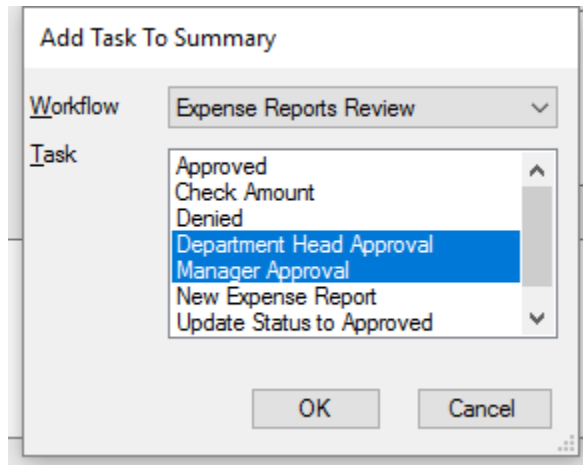 Add Task To Summary
Workflow Expense Reports Review
Task
Approved
Check Amount
Denied
Department Head Approval
Manager Approval
New Expense Report
Update Status to Approved
OK Cancel